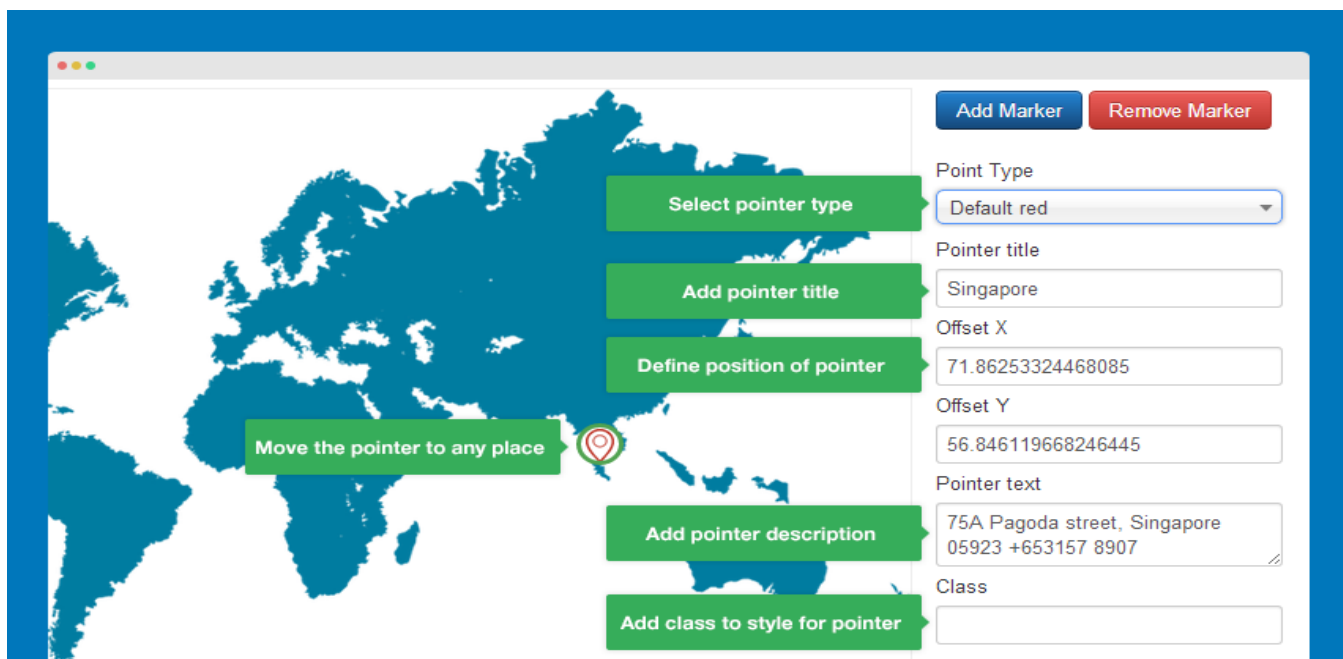 Add Marker
Remove Marker
Point Type
Select pointer type
Default red
Pointer title
Add pointer title
Singapore
Offset X
Define position of pointer
71.86253324468085
Offset Y
Move the pointer to any place
56.846119668246445
Pointer text
Add pointer description
75A Pagoda street, Singapore
05923 +653157 8907
Class
Add class to style for pointer